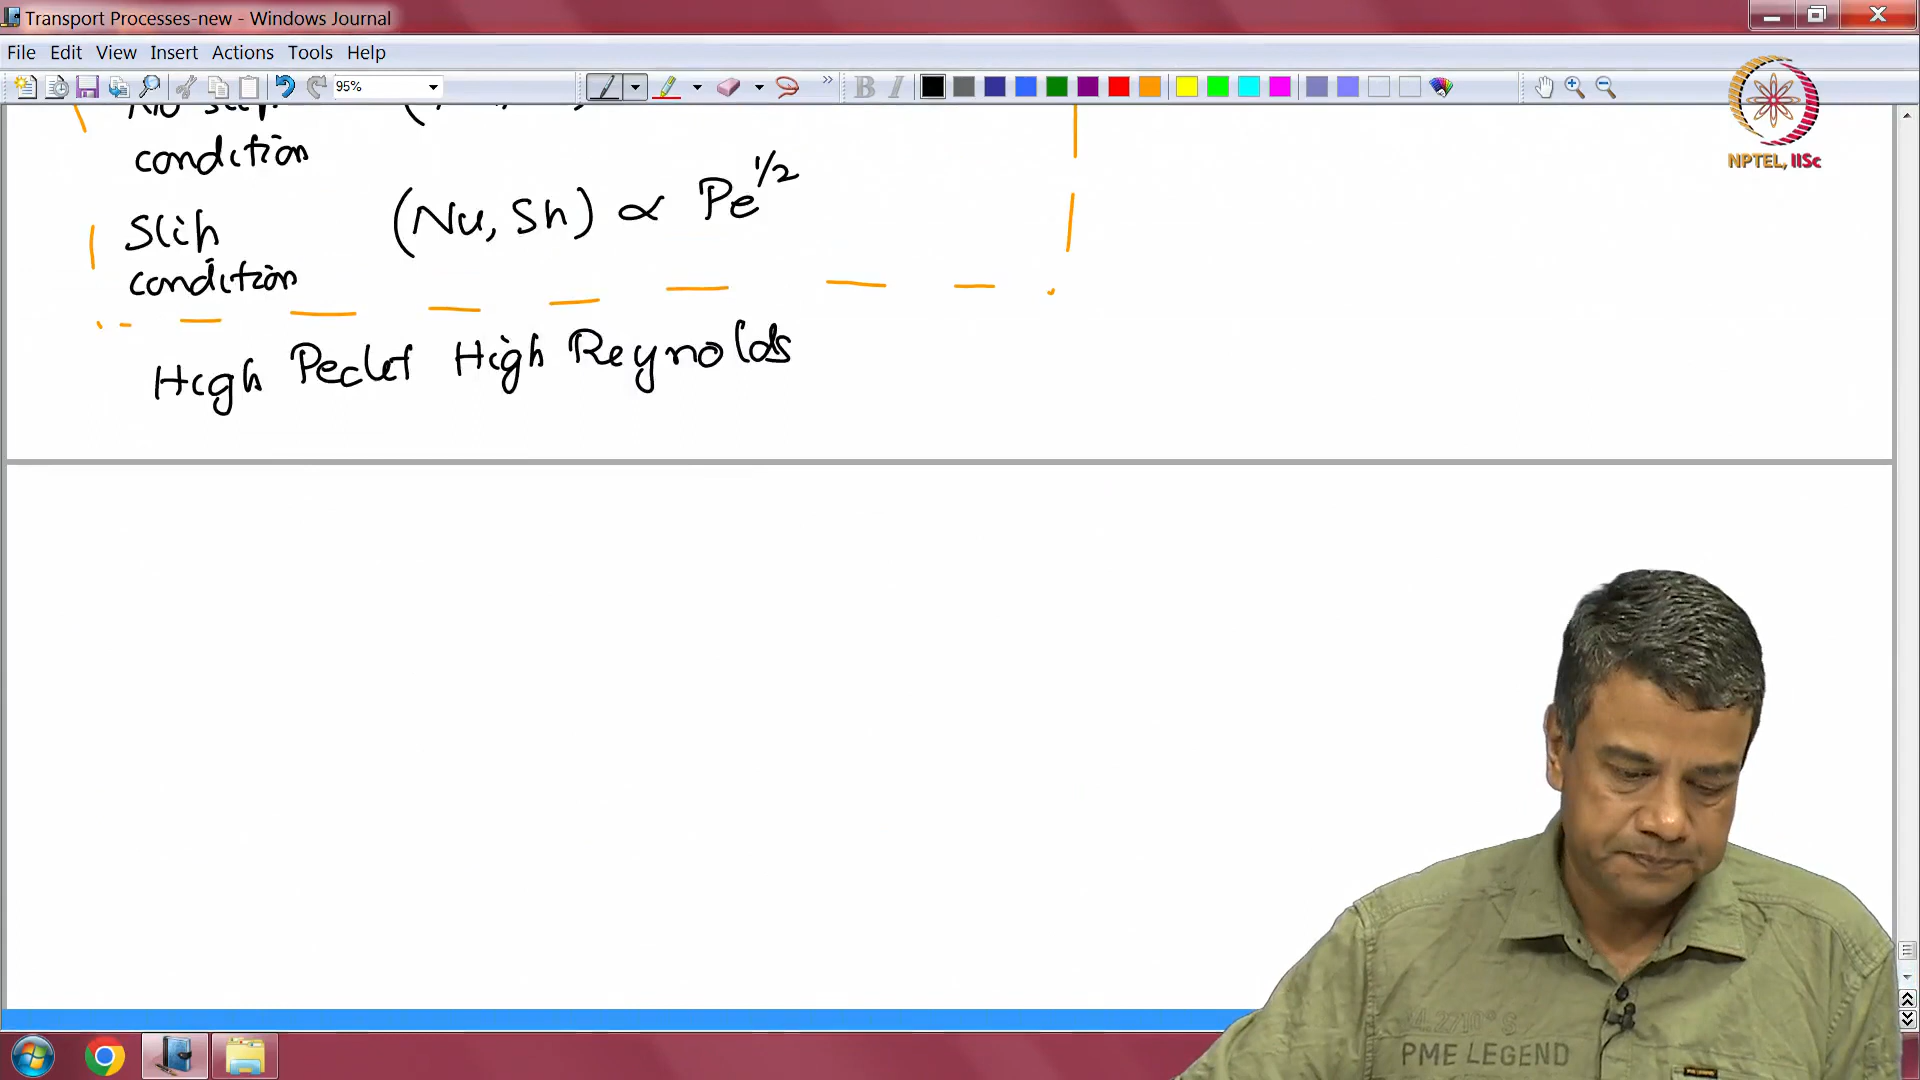 Transport Processes-new - Windows Journal
File Edit View Insert Actions Tools Help
95%
B I
NPTEL, IISc
condition
Slip (Nu, Sh) ∝ Pe^1/2
condition
High Peclet High Reynolds
PME LEGEND